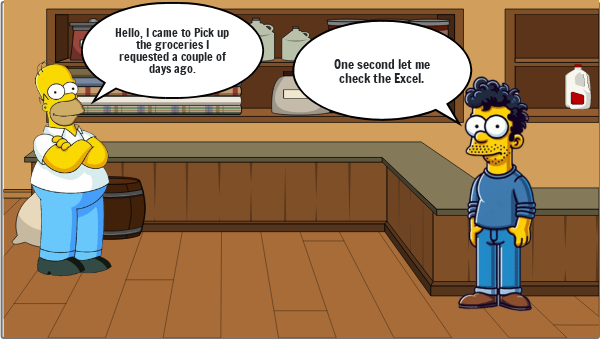 Hello, I came to Pick up
the groceries I
requested a couple of
days ago.
One second let me
check the Excel.